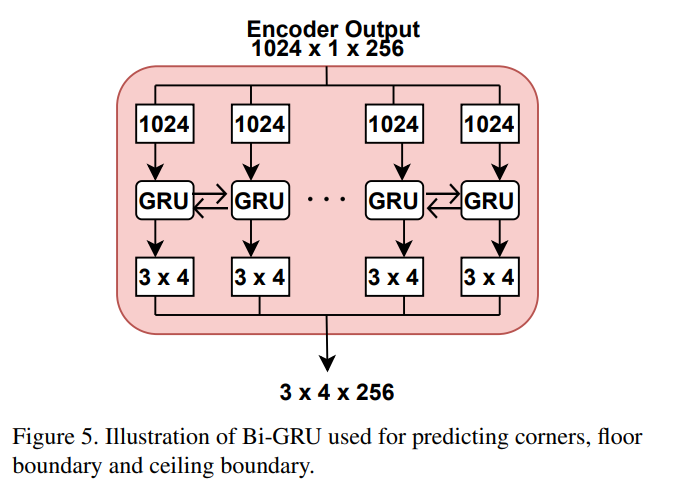 Encoder Output
1024 x 1 x 256
1024 1024 1024 1024
GRU GRU . . . GRU GRU
3 x 4 3 x 4 3 x 4 3 x 4
3 x 4 x 256
Figure 5. Illustration of Bi-GRU used for predicting corners, floor
boundary and ceiling boundary.